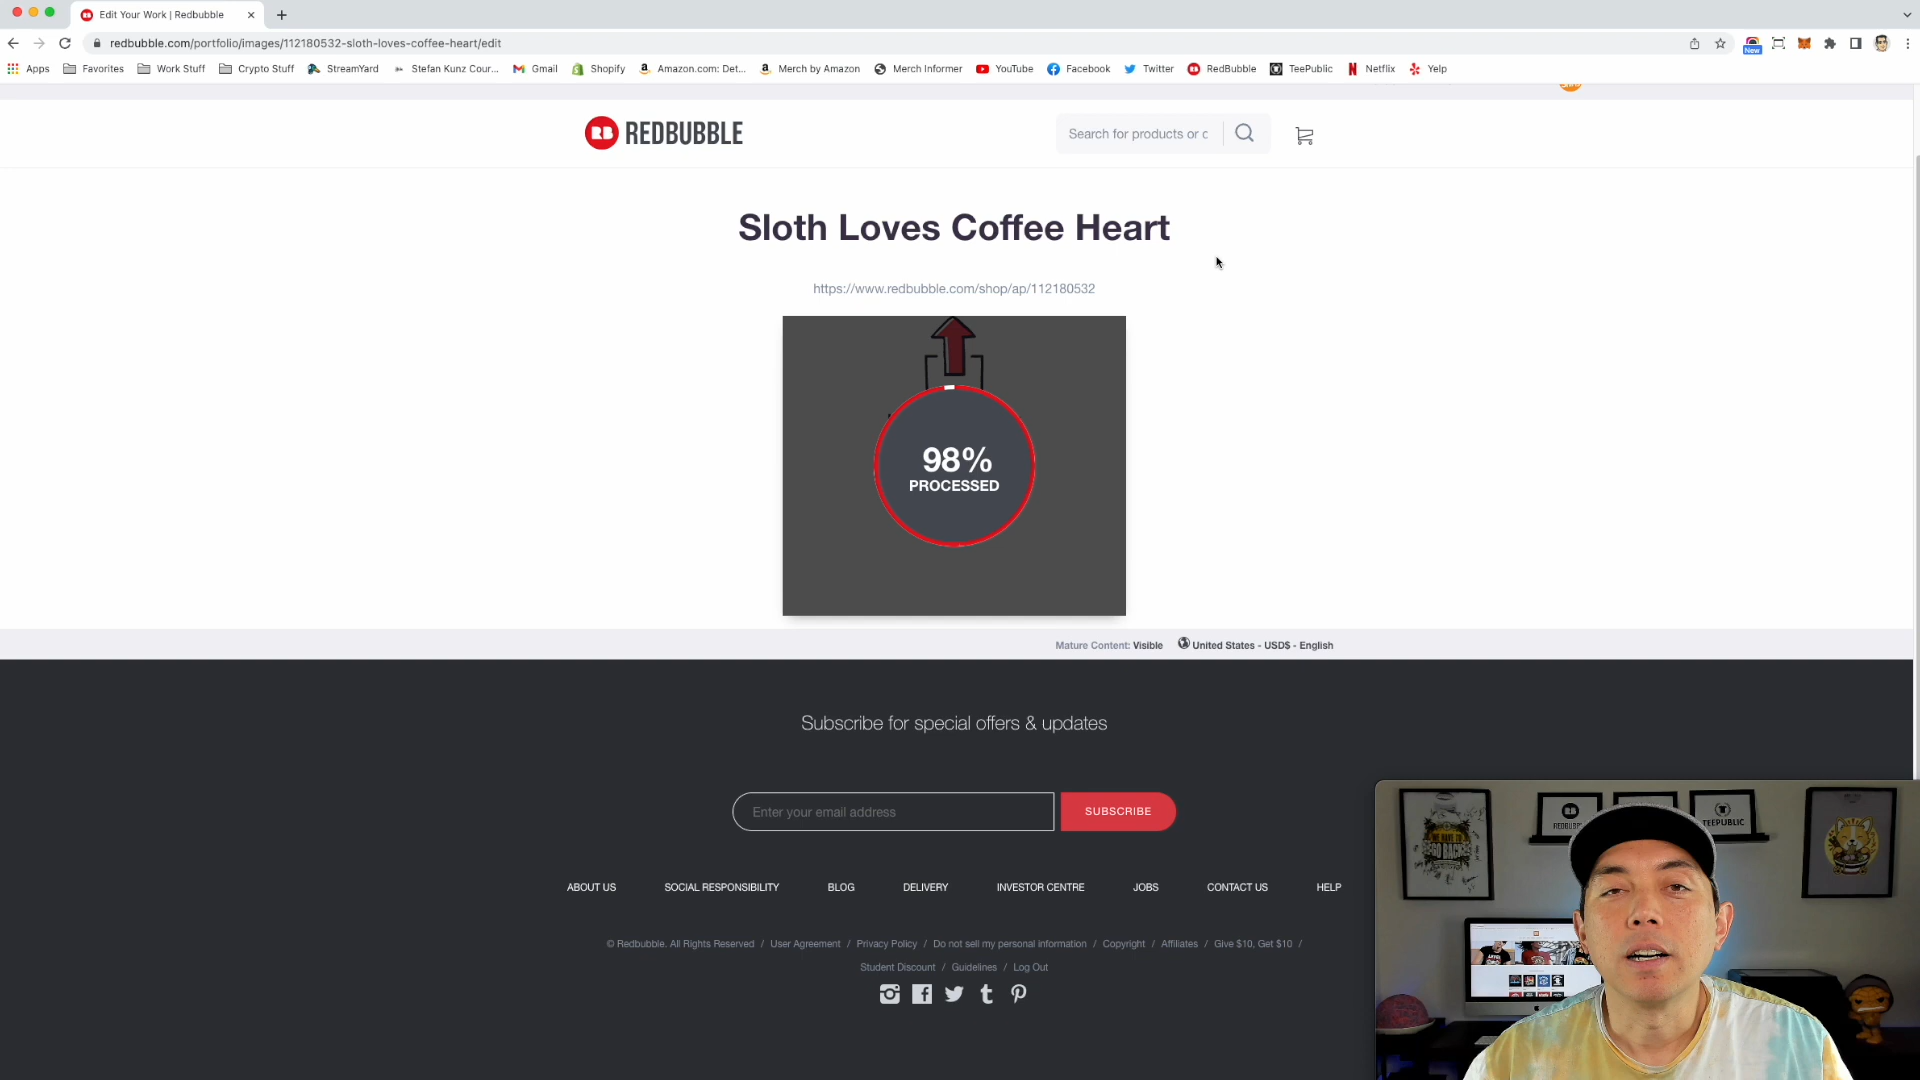 Edit Your Work | Redbubble
redbubble.com/portfolio/images/112180532-sloth-loves-coffee-heart/edit
New
Apps Favorites Work Stuff Crypto Stuff StreamYard Stefan Kunz Cour... Gmail Shopify Amazon.com: Det... Merch by Amazon Merch Informer YouTube Facebook Twitter RedBubble TeePublic Netflix Yelp
RB REDBUBBLE
Search for products or c
Sloth Loves Coffee Heart
https://www.redbubble.com/shop/ap/112180532
98%
PROCESSED
Mature Content: Visible United States - USD$ - English
Subscribe for special offers & updates
Enter your email address SUBSCRIBE
ABOUT US SOCIAL RESPONSIBILITY BLOG DELIVERY INVESTOR CENTRE JOBS CONTACT US HELP
© Redbubble. All Rights Reserved / User Agreement / Privacy Policy / Do not sell my personal information / Copyright / Affiliates / Give $10, Get $10 /
Student Discount / Guidelines / Log Out
GO BACK
TEEPUBLIC